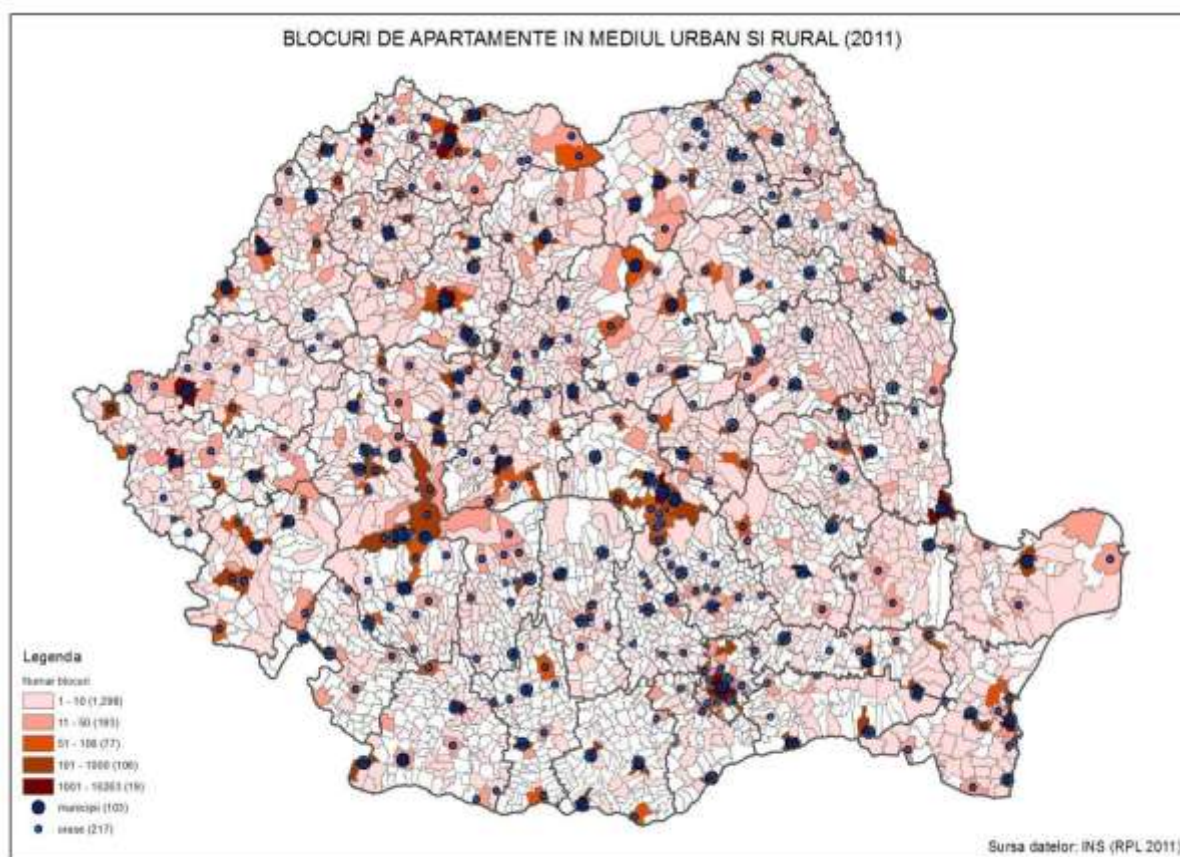 BLOCURI DE APARTAMENTE IN MEDIUL URBAN SI RURAL (2011)
Legenda
Numar blocuri
1 - 10 (1,298)
11 - 50 (193)
51 - 100 (77)
101 - 1000 (106)
1001 - (19)
municipii (103)
orase (217)
Sursa datelor: INS (RPL 2011)